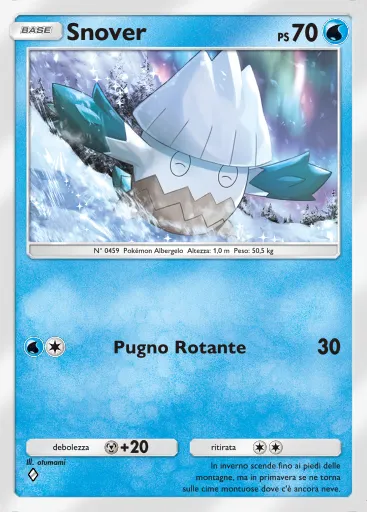 BASE Snover PS 70
N° 0459 Pokémon Albergelo Altezza: 1,0 m Peso: 50,5 kg
Pugno Rotante 30
debolezza +20 ritirata
Ill. otumami
In inverno scende fino ai piedi delle
montagne, ma in primavera se ne torna
sulle cime montuose dove c'è ancora neve.